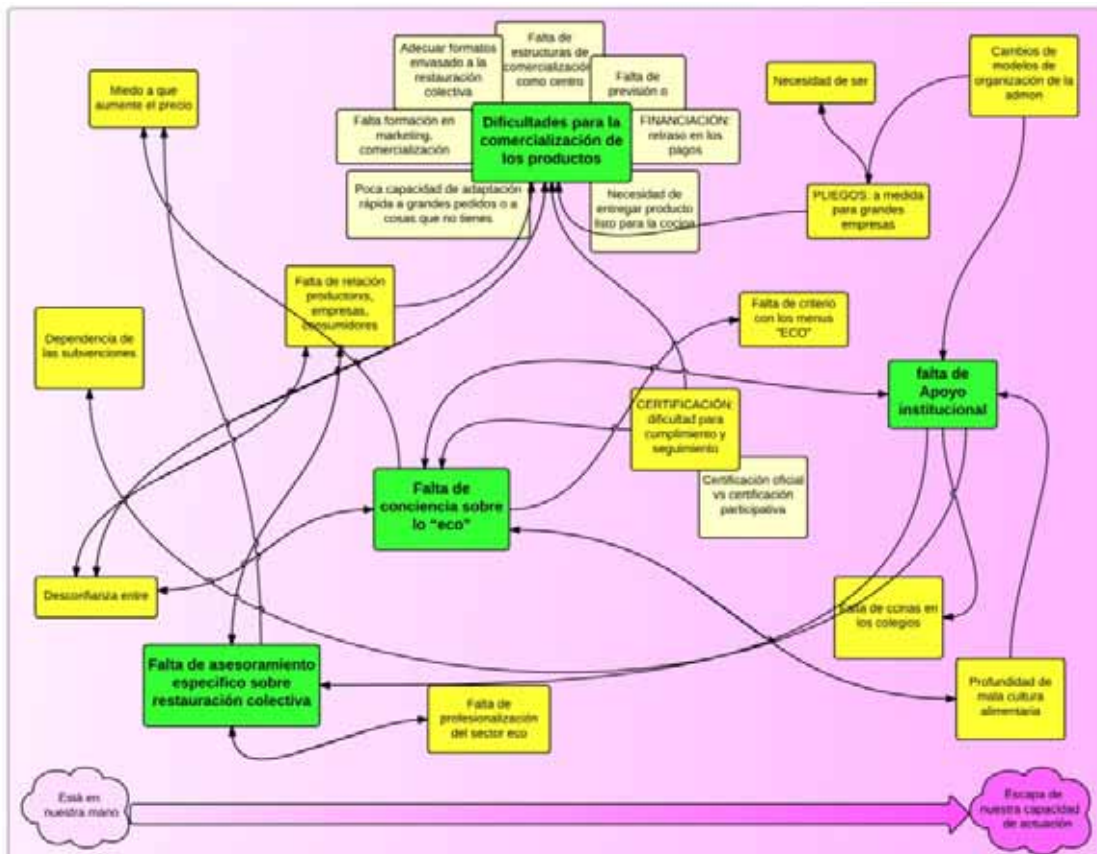 Miedo a que
aumente el precio
Adecuar formatos
envasado a la
restauración
colectiva
Falta de
estructuras de
comercialización
como centro
Falta de
previsión o
Falta formación en
marketing,
comercialización
Dificultades para la
comercialización de
los productos
FINANCIACIÓN:
retraso en los
pagos
Poca capacidad de adaptación
rápida a grandes pedidos o a
cosas que no tienes
Necesidad de
entregar producto
listo para la cocina
Necesidad de ser
Cambios de
modelos de
organización de la
admon
PLIEGOS: a medida
para grandes
empresas
Falta de relación
productores,
empresas,
consumidores
Dependencia de
las subvenciones
Falta de criterio
con los menus
"ECO"
falta de
Apoyo
institucional
CERTIFICACIÓN:
dificultad para
cumplimiento y
seguimiento
Certificación oficial
vs certificación
participativa
Falta de
conciencia sobre
lo "eco"
Desconfianza entre
Falta de ccinas en
los colegios
Falta de asesoramiento
específico sobre
restauración colectiva
Falta de
profesionalización
del sector eco
Profundidad de
mala cultura
alimentaria
Está en
nuestra mano
Escapa de
nuestra capacidad
de actuación